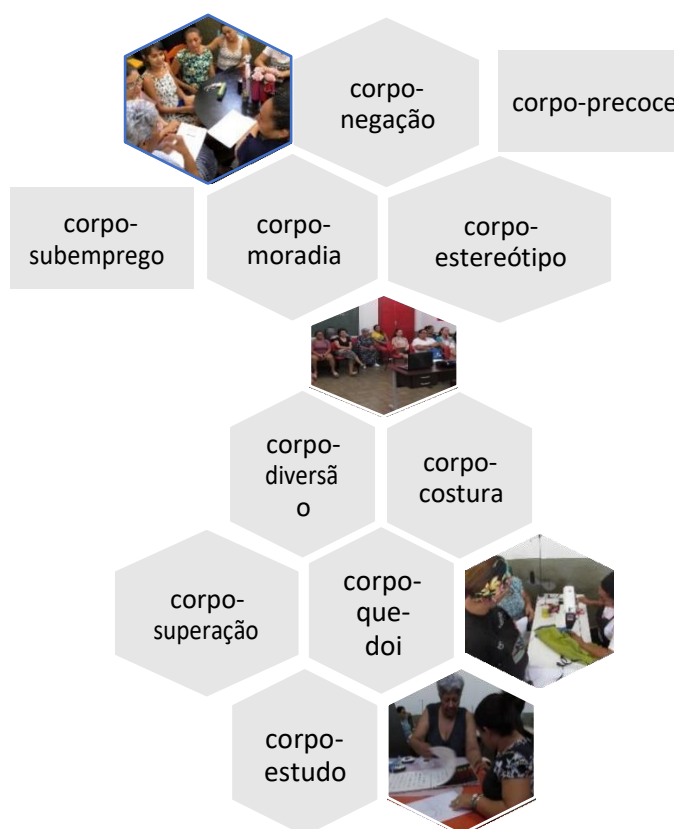 corpo-
negação
corpo-precoce
corpo-
subemprego
corpo-
moradia
corpo-
estereótipo
corpo-
diversã
o
corpo-
costura
corpo-
superação
corpo-
que-
doi
corpo-
estudo